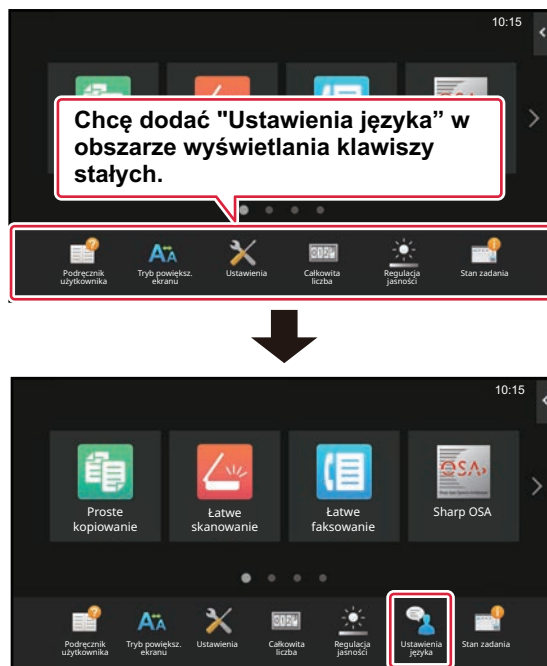 10:15
Chcę dodać "Ustawienia języka” w
obszarze wyświetlania klawiszy
stałych.
Podręcznik
użytkownika
Tryb powiększ.
ekranu
Ustawienia
Całkowita
liczba
Regulacja
jasności
Stan zadania
10:15
Proste
kopiowanie
Łatwe
skanowanie
Łatwe
faksowanie
OSA
Sharp OSA
Podręcznik
użytkownika
Tryb powiększ.
ekranu
Ustawienia
Całkowita
liczba
Regulacja
jasności
Ustawienia
języka
Stan zadania